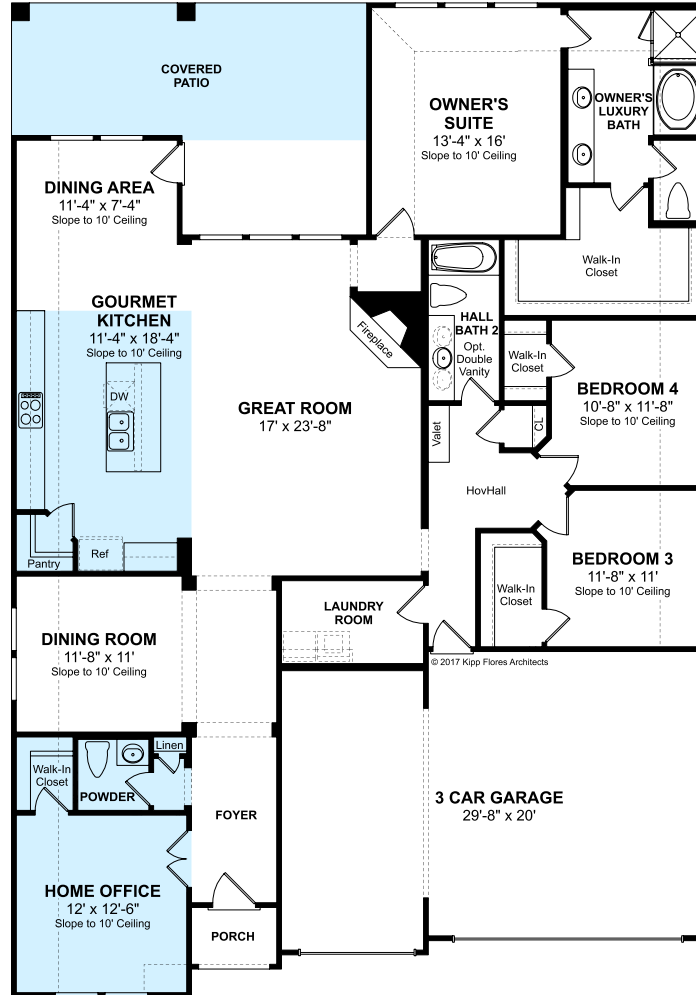 COVERED
PATIO
OWNER'S
SUITE
13'-4" x 16'
Slope to 10' Ceiling
OWNER'S
LUXURY
BATH
DINING AREA
11'-4" x 7'-4"
Slope to 10' Ceiling
Walk-In
Closet
GOURMET
KITCHEN
11'-4" x 18'-4"
Slope to 10' Ceiling
DW
Fireplace
HALL
BATH 2
Opt.
Double
Vanity
Walk-In
Closet
BEDROOM 4
10'-8" x 11'-8"
Slope to 10' Ceiling
GREAT ROOM
17' x 23'-8"
Valet
CL
HovHall
Pantry
Ref
BEDROOM 3
11'-8" x 11'
Slope to 10' Ceiling
Walk-In
Closet
LAUNDRY
ROOM
DINING ROOM
11'-8" x 11'
Slope to 10' Ceiling
© 2017 Kipp Flores Architects
Walk-In
Closet
POWDER
Linen
FOYER
3 CAR GARAGE
29'-8" x 20'
HOME OFFICE
12' x 12'-6"
Slope to 10' Ceiling
PORCH